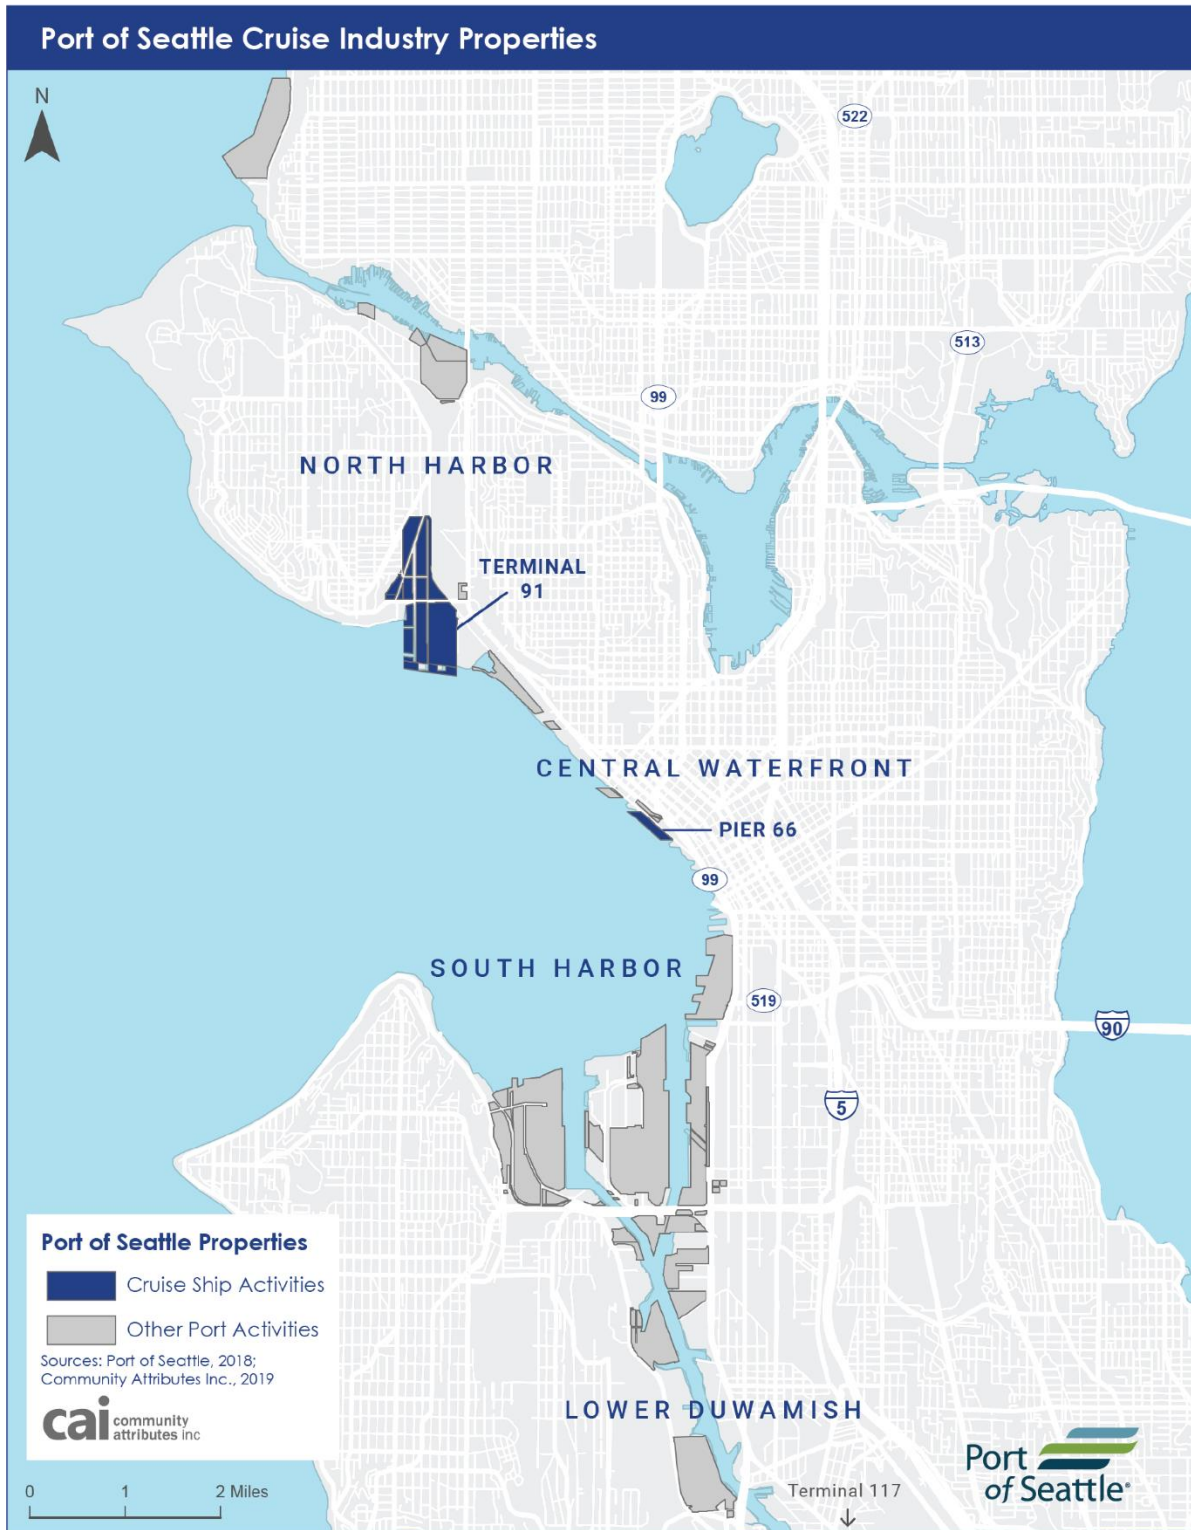 Port of Seattle Cruise Industry Properties
N
522
513
99
NORTH HARBOR
TERMINAL
91
CENTRAL WATERFRONT
PIER 66
99
SOUTH HARBOR
519
90
5
Port of Seattle Properties
Cruise Ship Activities
Other Port Activities
Sources: Port of Seattle, 2018;
Community Attributes Inc., 2019
cai community
attributes inc
LOWER DUWAMISH
Port
of Seattle®
Terminal 117
0 1 2 Miles